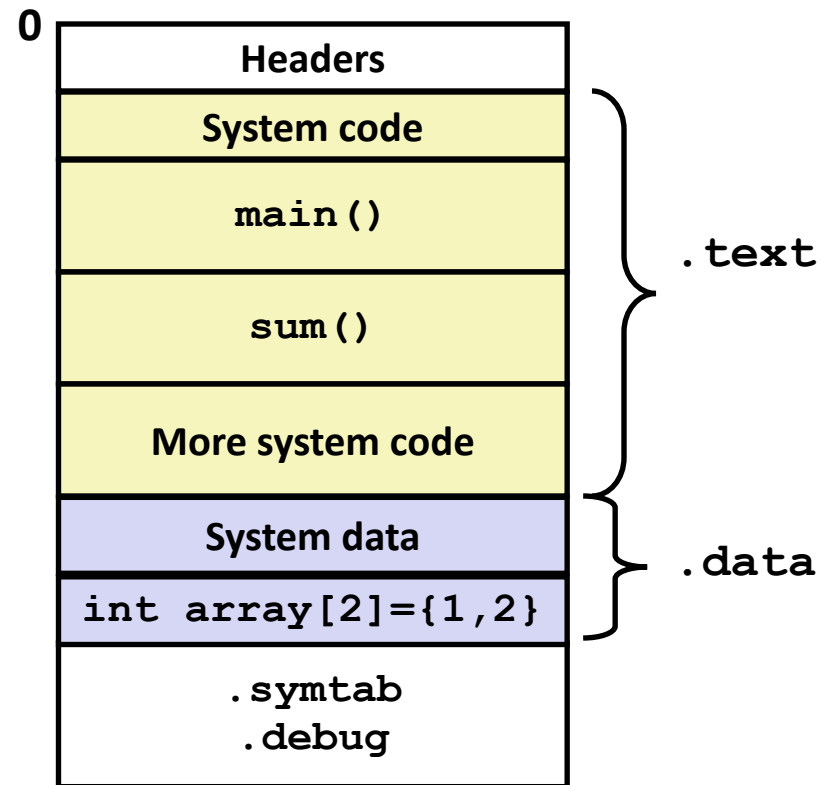 0
Headers
System code
main()
sum()
More system code
.text
System data
int array[2]={1,2}
.data
.symtab
.debug